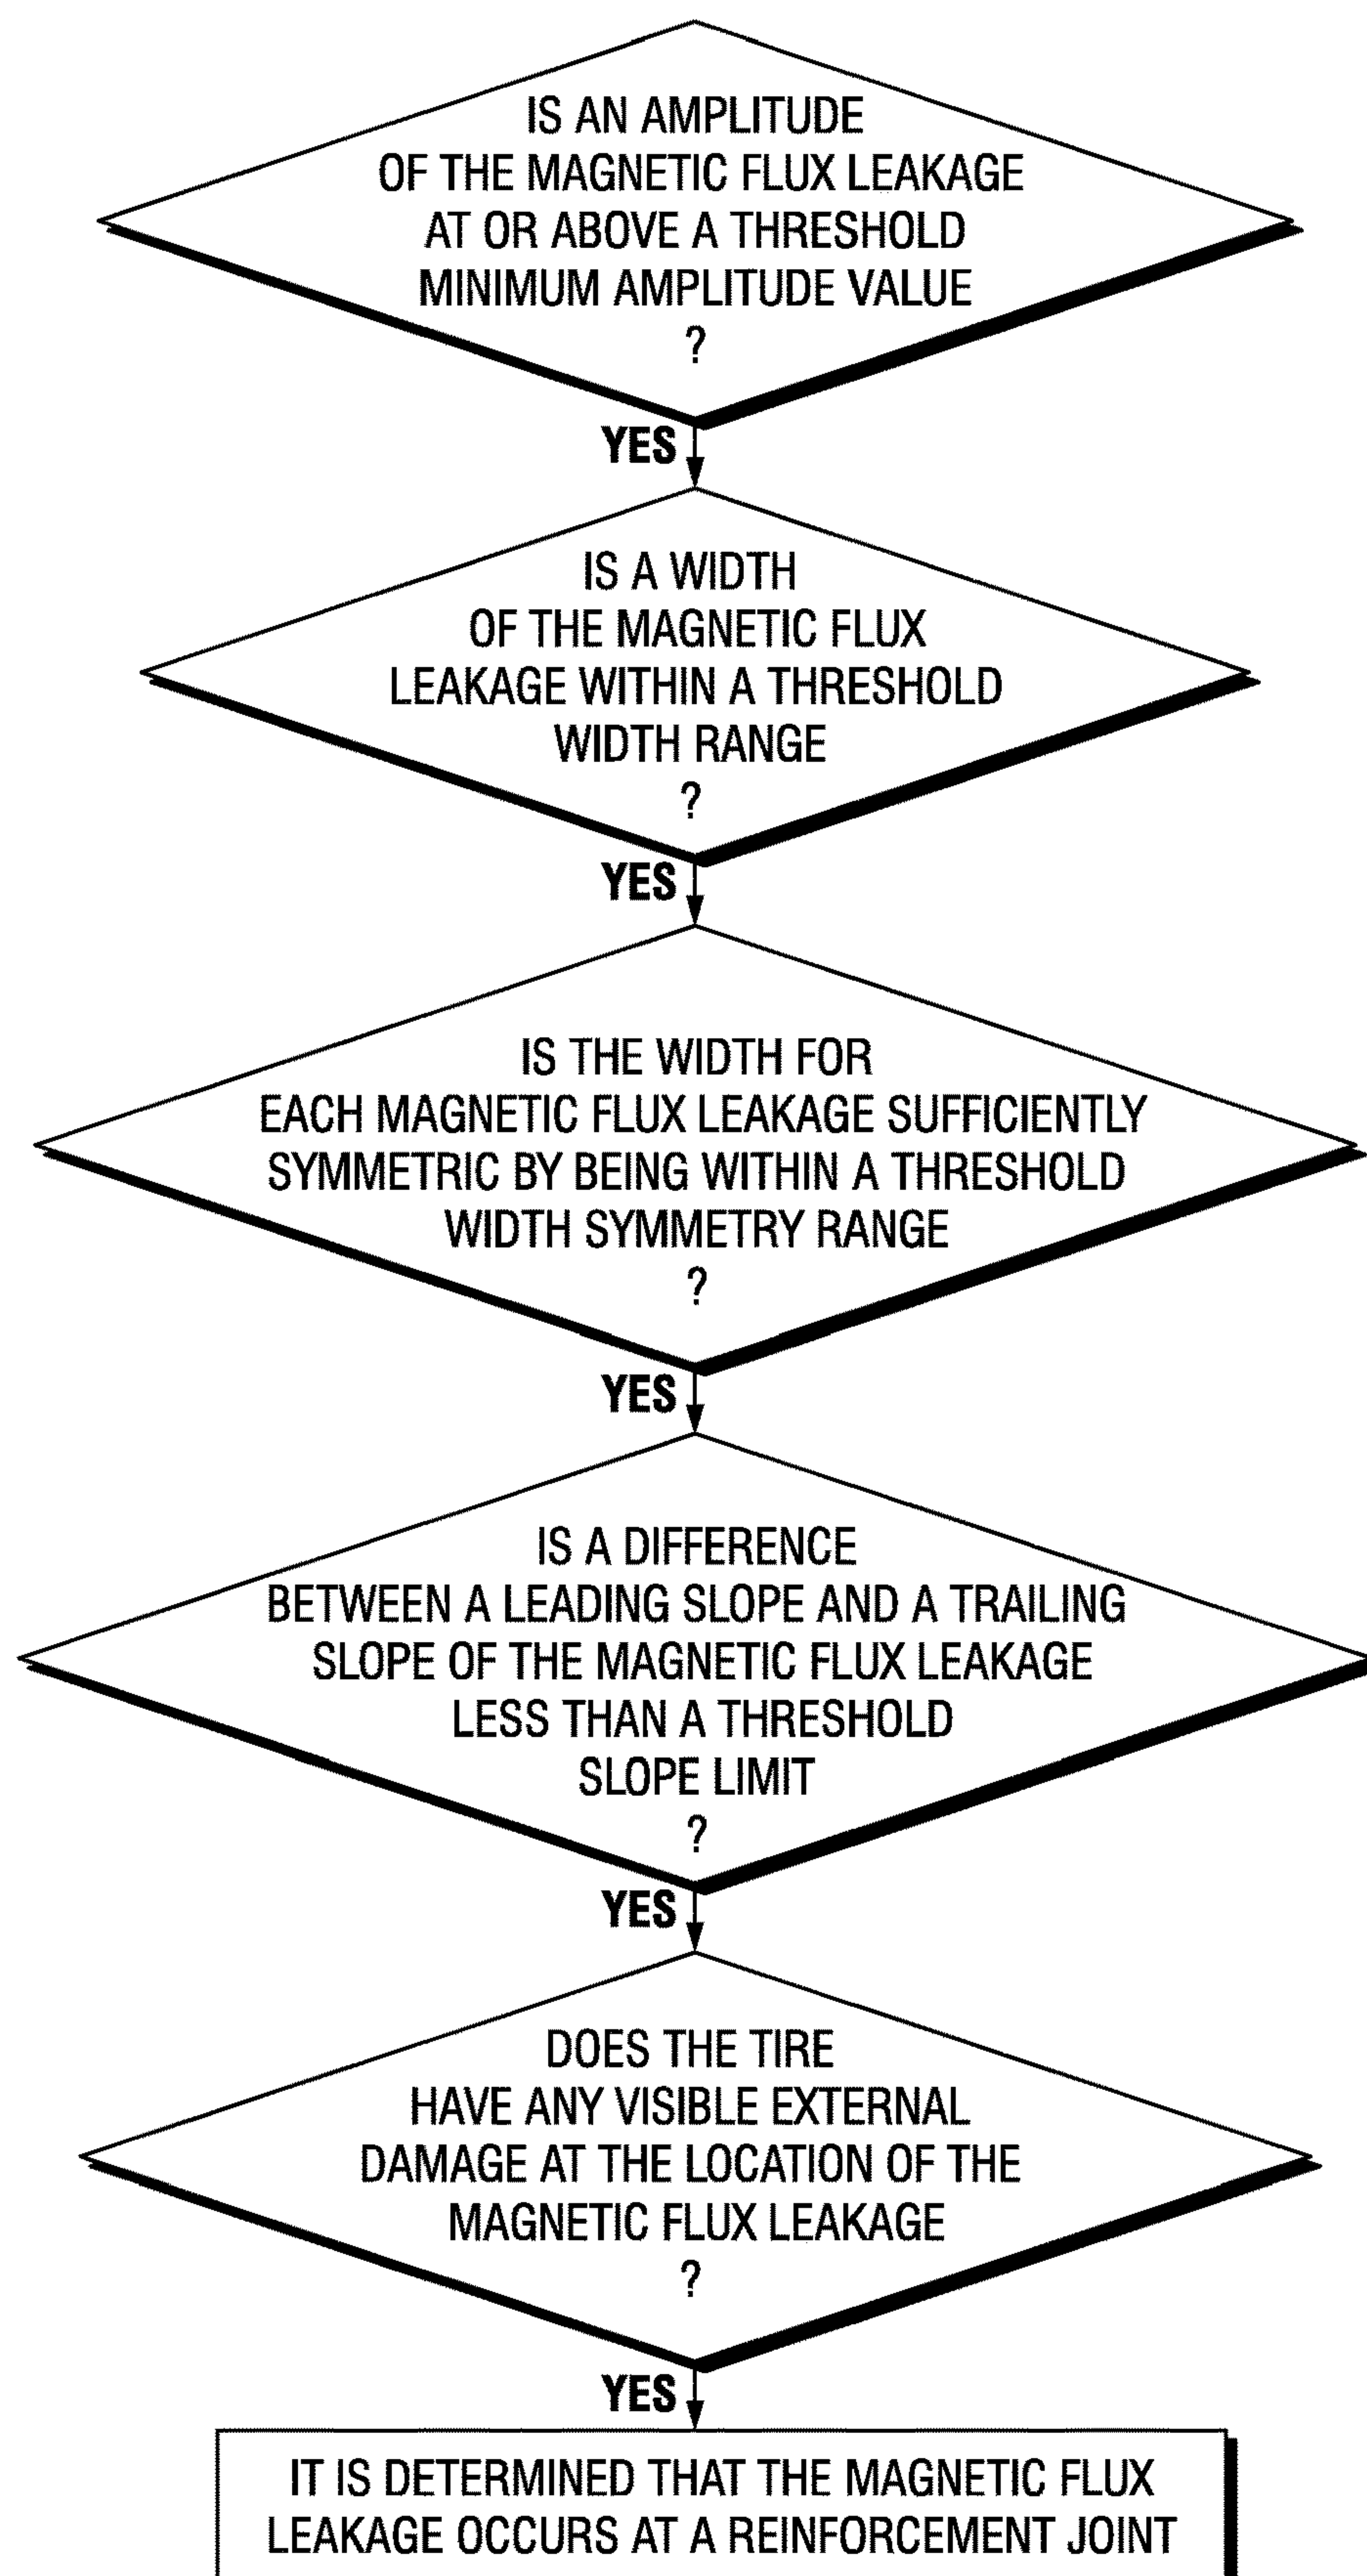 IS AN AMPLITUDE
OF THE MAGNETIC FLUX LEAKAGE
AT OR ABOVE A THRESHOLD
MINIMUM AMPLITUDE VALUE
?
YES
IS A WIDTH
OF THE MAGNETIC FLUX
LEAKAGE WITHIN A THRESHOLD
WIDTH RANGE
?
YES
IS THE WIDTH FOR
EACH MAGNETIC FLUX LEAKAGE SUFFICIENTLY
SYMMETRIC BY BEING WITHIN A THRESHOLD
WIDTH SYMMETRY RANGE
?
YES
IS A DIFFERENCE
BETWEEN A LEADING SLOPE AND A TRAILING
SLOPE OF THE MAGNETIC FLUX LEAKAGE
LESS THAN A THRESHOLD
SLOPE LIMIT
?
YES
DOES THE TIRE
HAVE ANY VISIBLE EXTERNAL
DAMAGE AT THE LOCATION OF THE
MAGNETIC FLUX LEAKAGE
?
YES
IT IS DETERMINED THAT THE MAGNETIC FLUX
LEAKAGE OCCURS AT A REINFORCEMENT JOINT